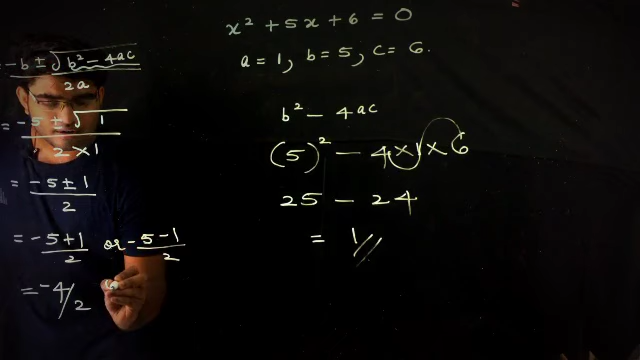 x² + 5x + 6 = 0
a = 1, b = 5, c = 6.
b² - 4ac
(5)² - 4×1×6
25 - 24
= 1//
-b ± √b² - 4ac / 2a
= -5 ± √1 / 2×1
= -5±1 / 2
= -5+1/2 or -5-1/2
= -4/2